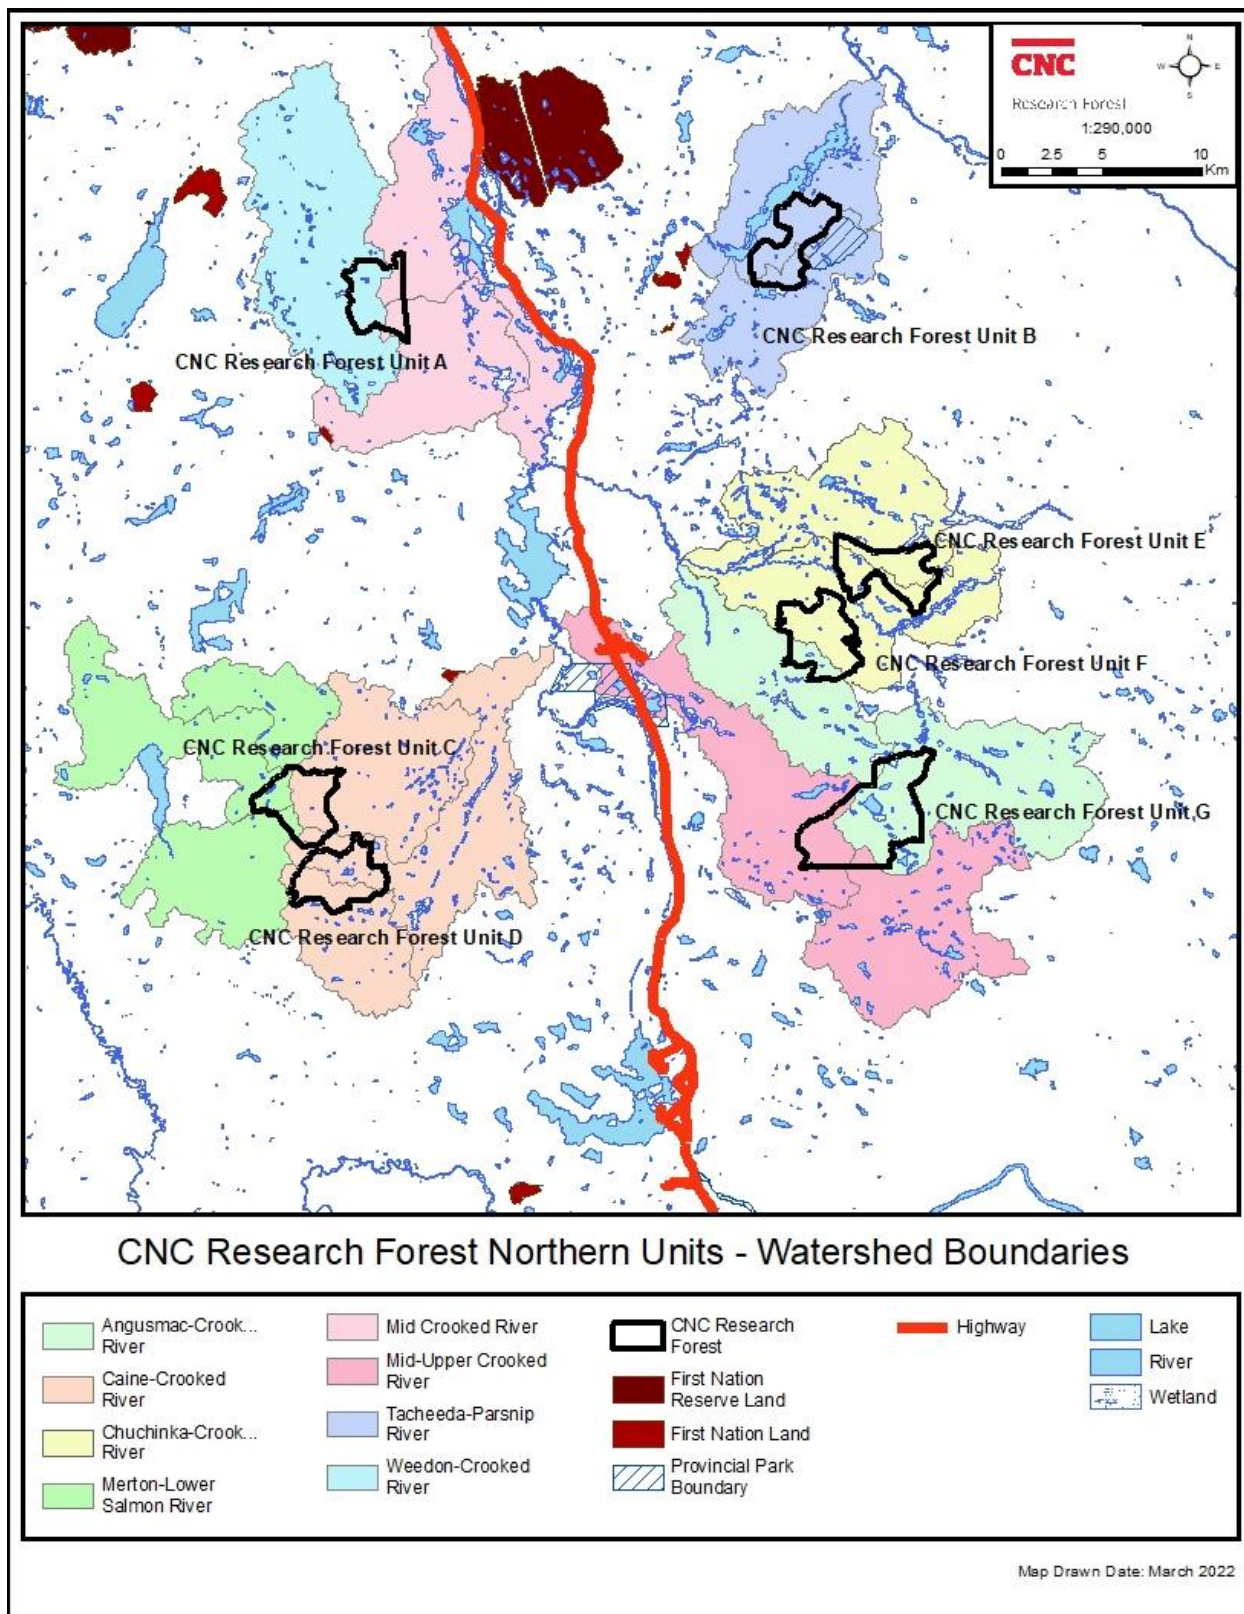 CNC
N
W E
S
Research Forest
1:290,000
0 2.5 5 10
Km
CNC Research Forest Unit B
CNC Research Forest Unit A
CNC Research Forest Unit E
CNC Research Forest Unit F
CNC Research Forest Unit C
CNC Research Forest Unit G
CNC Research Forest Unit D
CNC Research Forest Northern Units - Watershed Boundaries
Angusmac-Crook...
River
Caine-Crooked
River
Chuchinka-Crook...
River
Merton-Lower
Salmon River
Mid Crooked River
Mid-Upper Crooked
River
Tacheeda-Parsnip
River
Weedon-Crooked
River
CNC Research
Forest
First Nation
Reserve Land
First Nation Land
Provincial Park
Boundary
Highway
Lake
River
Wetland
Map Drawn Date: March 2022